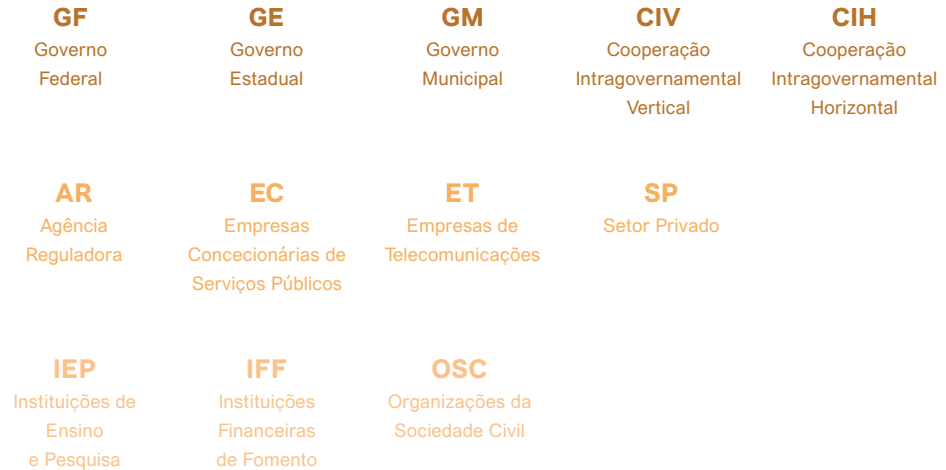 GF
Governo
Federal
GE
Governo
Estadual
GM
Governo
Municipal
CIV
Cooperação
Intragovernamental
Vertical
CIH
Cooperação
Intragovernamental
Horizontal
AR
Agência
Reguladora
EC
Empresas
Concecionárias de
Serviços Públicos
ET
Empresas de
Telecomunicações
SP
Setor Privado
IEP
Instituições de
Ensino
e Pesquisa
IFF
Instituições
Financeiras
de Fomento
OSC
Organizações da
Sociedade Civil